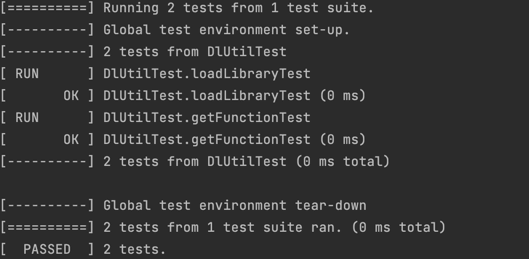 [==========] Running 2 tests from 1 test suite.
[----------] Global test environment set-up.
[----------] 2 tests from DlUtilTest
[ RUN      ] DlUtilTest.loadLibraryTest
[       OK ] DlUtilTest.loadLibraryTest (0 ms)
[ RUN      ] DlUtilTest.getFunctionTest
[       OK ] DlUtilTest.getFunctionTest (0 ms)
[----------] 2 tests from DlUtilTest (0 ms total)
[----------] Global test environment tear-down
[==========] 2 tests from 1 test suite ran. (0 ms total)
[  PASSED  ] 2 tests.